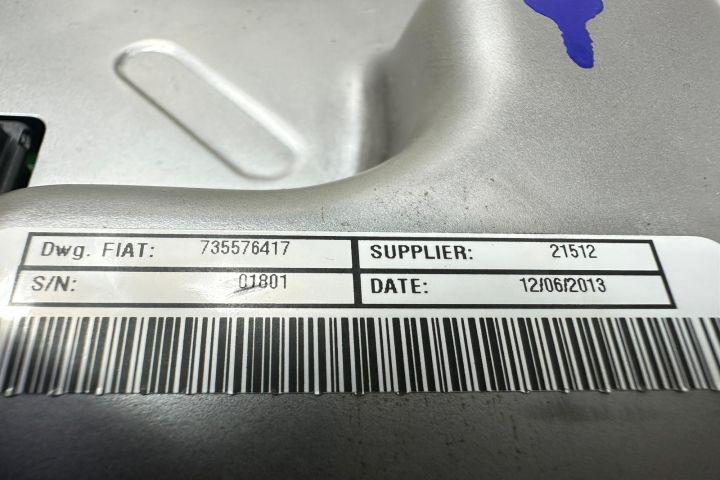 Dwg. FIAT: 735576417 SUPPLIER: 21512
S/N: 01801 DATE: 12/06/2013